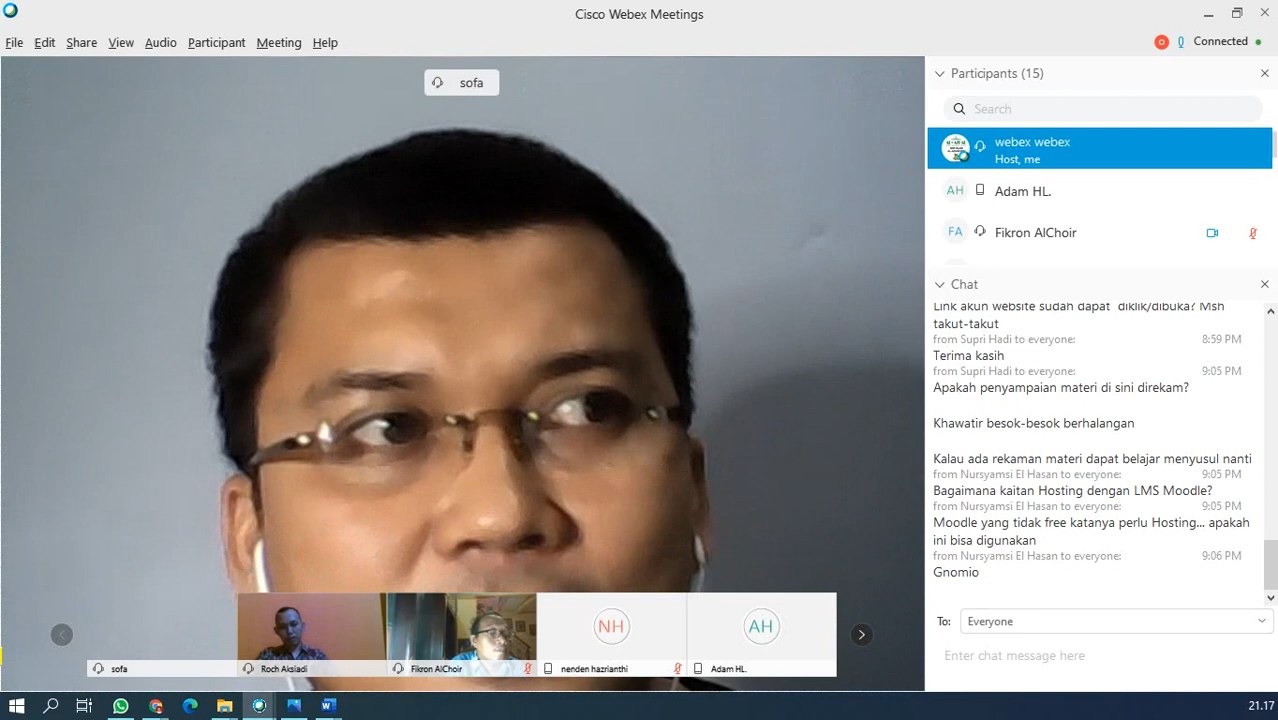 Cisco Webex Meetings
File Edit Share View Audio Participant Meeting Help
Connected
sofa
Participants (15)
Search
webex webex
Host, me
AH Adam HL.
FA Fikron AlChoir
Chat
Link akun website sudah dapat diklik/dibuka? Msh
takut-takut
from Supri Hadi to everyone: 8:59 PM
Terima kasih
from Supri Hadi to everyone: 9:05 PM
Apakah penyampaian materi di sini direkam?
Khawatir besok-besok berhalangan
Kalau ada rekaman materi dapat belajar menyusul nanti
from Nursyamsi El Hasan to everyone: 9:05 PM
Bagaimana kaitan Hosting dengan LMS Moodle?
from Nursyamsi El Hasan to everyone: 9:05 PM
Moodle yang tidak free katanya perlu Hosting... apakah
ini bisa digunakan
from Nursyamsi El Hasan to everyone: 9:06 PM
Gnomio
To: Everyone
Enter chat message here
NH AH
sofa Roch Aksiadi Fikron AlChoir nenden hazrianthi Adam HL.
21.17